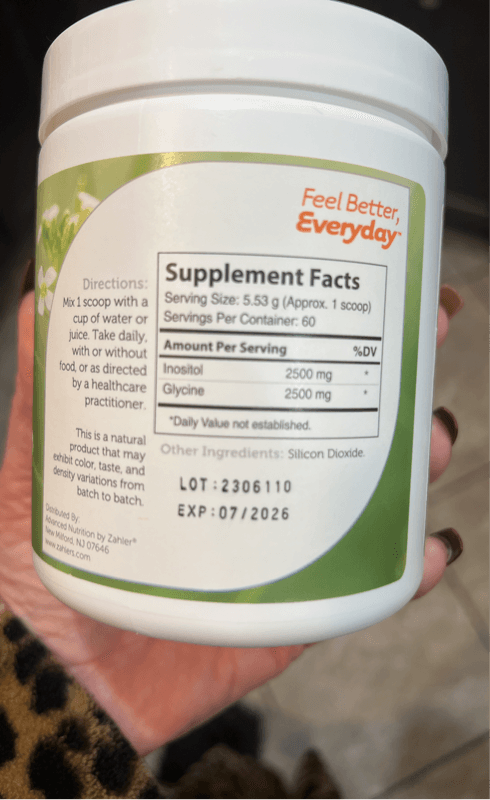 Feel Better,
Everyday™
Directions:
Mix 1 scoop with a
cup of water or
juice. Take daily,
with or without
food, or as directed
by a healthcare
practitioner.
This is a natural
product that may
exhibit color, taste, and
density variations from
batch to batch.
Distributed By:
Advanced Nutrition by Zahler®
New Milford, NJ 07646
www.zahlers.com
Supplement Facts
Serving Size: 5.53 g (Approx. 1 scoop)
Servings Per Container: 60
Amount Per Serving %DV
Inositol 2500 mg *
Glycine 2500 mg *
*Daily Value not established.
Other Ingredients: Silicon Dioxide.
LOT : 2306110
EXP : 07/2026